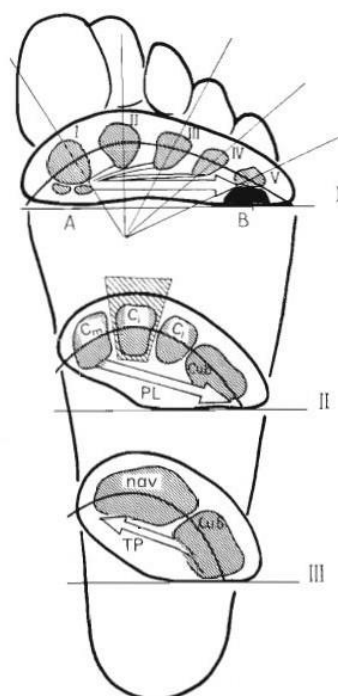 I II III IV V
A B I
Cm Ci Ci Cub
PL II
nav Cub
TP III